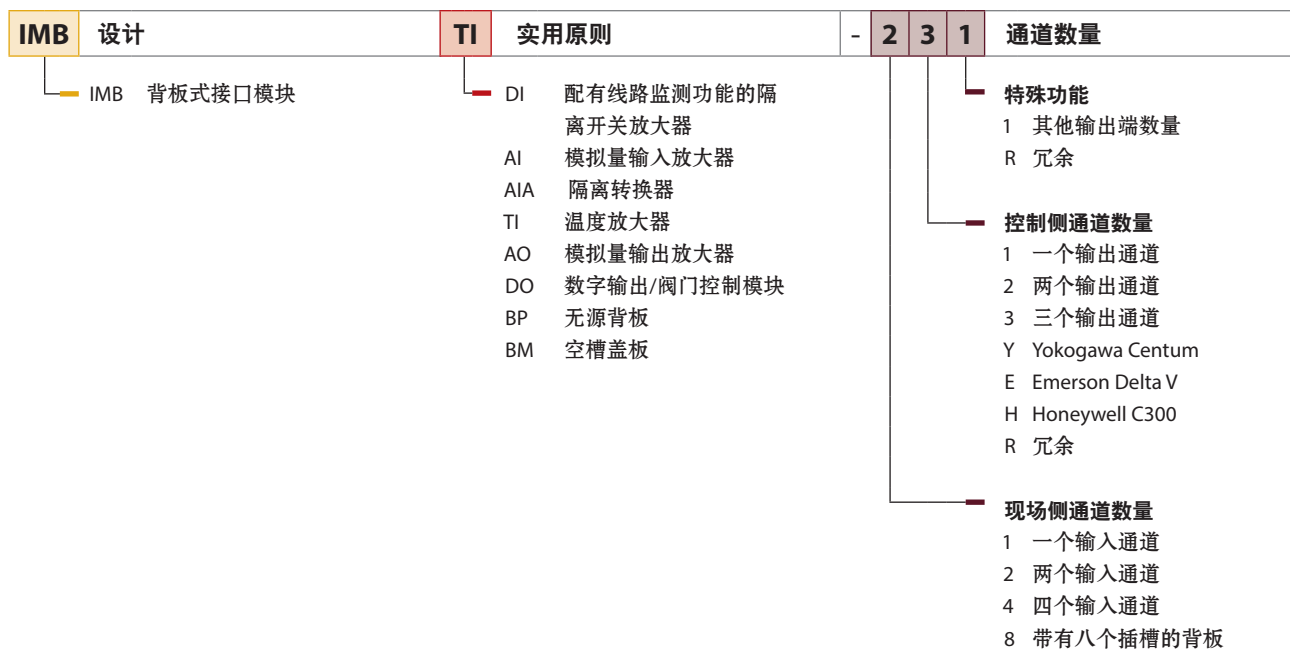 IMB 设计
IMB 背板式接口模块
TI 实用原则
DI 配有线路监测功能的隔
离开关放大器
AI 模拟量输入放大器
AIA 隔离转换器
TI 温度放大器
AO 模拟量输出放大器
DO 数字输出/阀门控制模块
BP 无源背板
BM 空槽盖板
- 2 3 1 通道数量
特殊功能
1 其他输出端数量
R 冗余
控制侧通道数量
1 一个输出通道
2 两个输出通道
3 三个输出通道
Y Yokogawa Centum
E Emerson Delta V
H Honeywell C300
R 冗余
现场侧通道数量
1 一个输入通道
2 两个输入通道
4 四个输入通道
8 带有八个插槽的背板